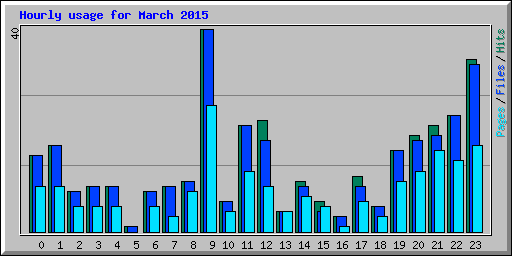 Hourly usage for March 2015
40
Pages/Files/Hits
0 1 2 3 4 5 6 7 8 9 10 11 12 13 14 15 16 17 18 19 20 21 22 23